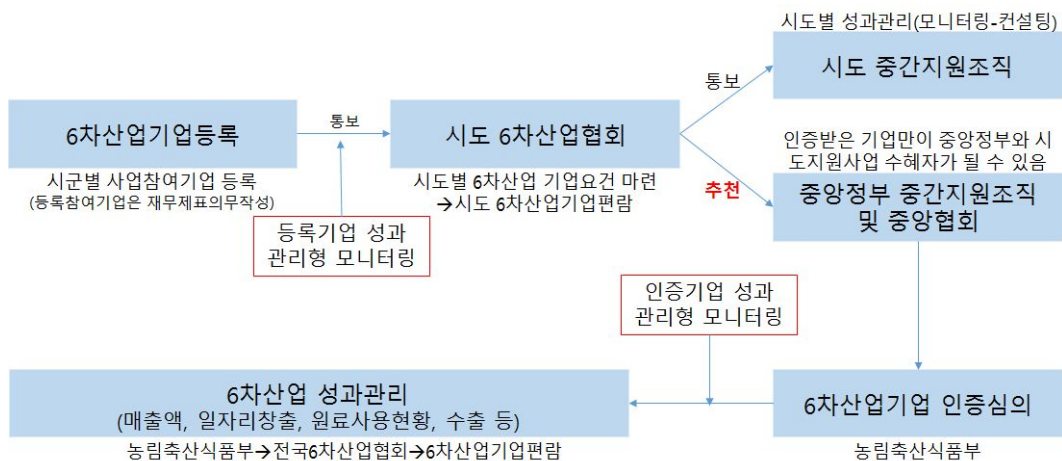 시도별 성과관리(모니터링-컨설팅)
시도 중간지원조직
통보
6차산업기업등록
통보
시도 6차산업협회
인증받은 기업만이 중앙정부와 시
도지원사업 수혜자가 될 수 있음
시군별 사업참여기업 등록
(등록참여기업은 재무제표의무작성)
시도별 6차산업 기업요건 마련
→시도 6차산업기업편람
추천
중앙정부 중간지원조직
및 중앙협회
등록기업 성과
관리형 모니터링
인증기업 성과
관리형 모니터링
6차산업 성과관리
(매출액, 일자리창출, 원료사용현황, 수출 등)
6차산업기업 인증심의
농림축산식품부→전국6차산업협회→6차산업기업편람
농림축산식품부